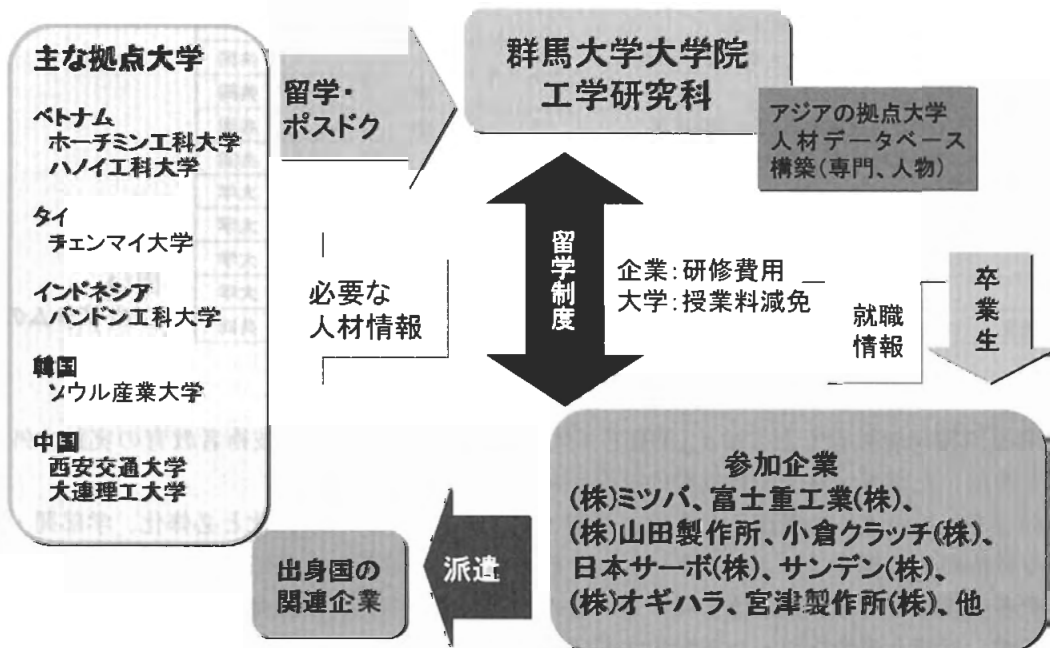 主な拠点大学
ベトナム
ホーチミン工科大学
ハノイ工科大学
タイ
チェンマイ大学
インドネシア
バンドン工科大学
韓国
ソウル産業大学
中国
西安交通大学
大連理工大学
留学・
ポスドク
群馬大学大学院
工学研究科
アジアの拠点大学
人材データベース
構築(専門、人物)
必要な
人材情報
留学制度
企業:研修費用
大学:授業料減免
就職
情報
卒業生
参加企業
(株)ミツバ、富士重工業(株)、
(株)山田製作所、小倉クラッチ(株)、
日本サーボ(株)、サンデン(株)、
(株)オギハラ、宮津製作所(株)、他
派遣
出身国の
関連企業